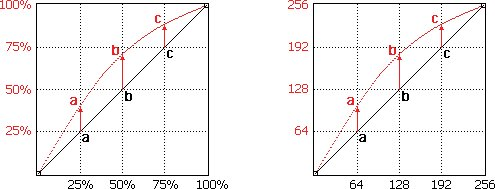 100% 256
c c
75% c 192 c
b b
50% b 128 b
a a
25% a 64 a
25% 50% 75% 100% 64 128 192 256